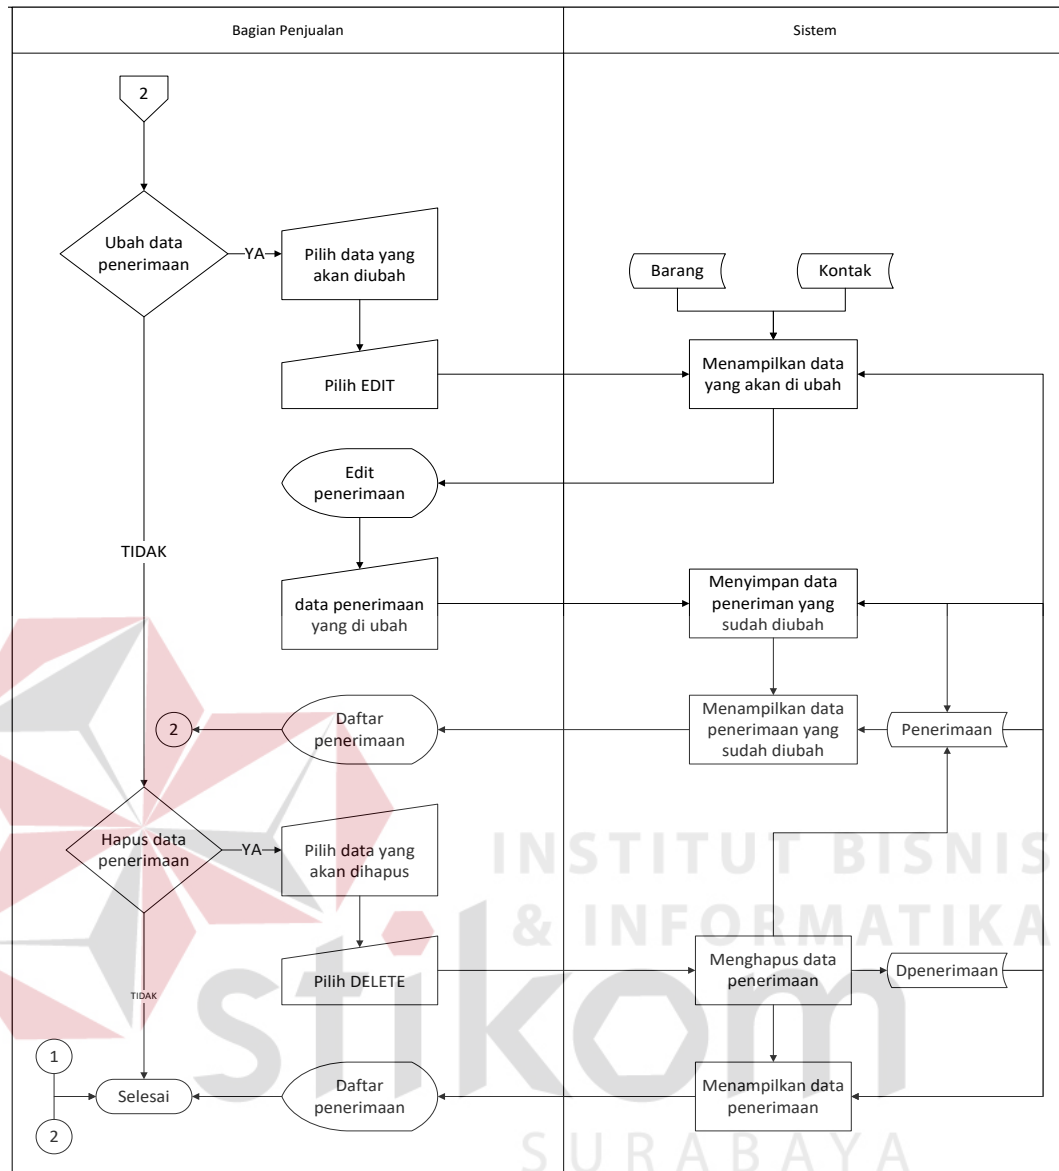 Bagian Penjualan
Sistem
2
Ubah data
penerimaan
YA
Pilih data yang
akan diubah
Barang
Kontak
Pilih EDIT
Menampilkan data
yang akan di ubah
Edit
penerimaan
TIDAK
data penerimaan
yang di ubah
Menyimpan data
peneriman yang
sudah diubah
2
Daftar
penerimaan
Menampilkan data
penerimaan yang
sudah diubah
Penerimaan
Hapus data
penerimaan
YA
Pilih data yang
akan dihapus
INSTITUT BISNIS
& INFORMATIKA
Pilih DELETE
Menghapus data
penerimaan
Dpenerimaan
TIDAK
stikom
1
2
Selesai
Daftar
penerimaan
Menampilkan data
penerimaan
SURABAYA